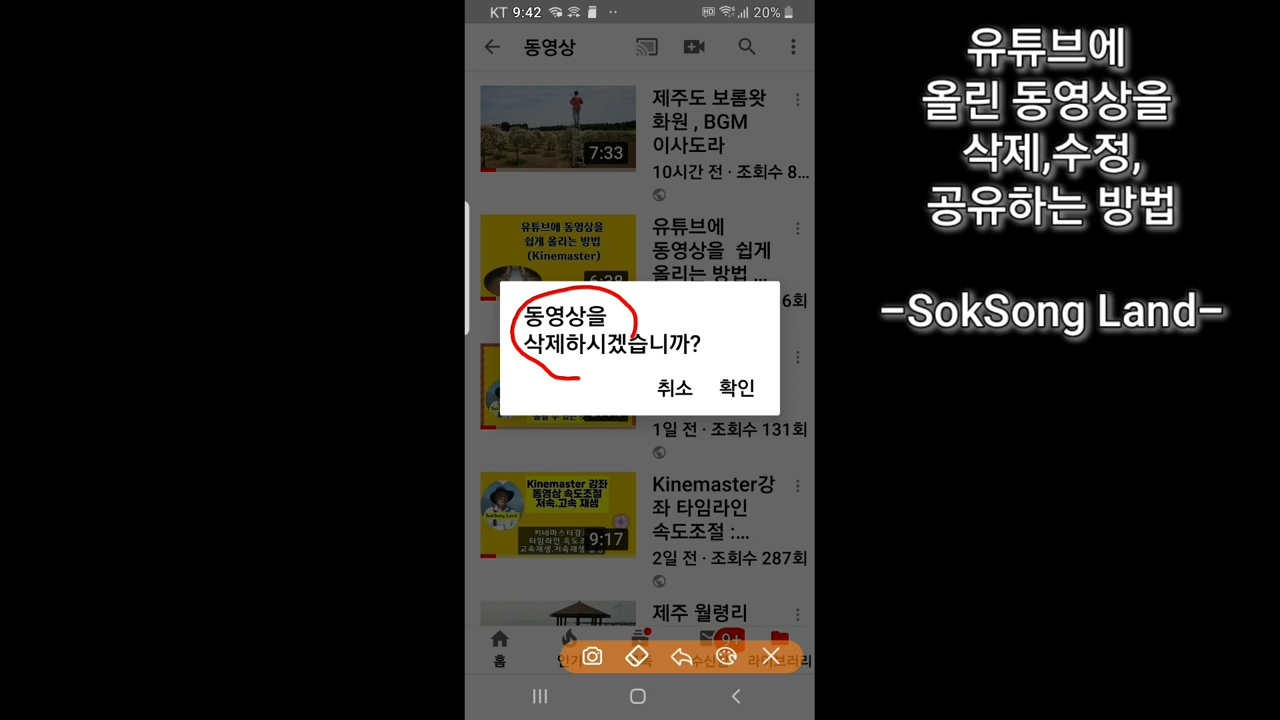 KT 9:42
HD 20%
동영상
제주도 보롬왓
화원 , BGM
이사도라
7:33
10시간 전 · 조회수 8...
유튜브에 동영상을
쉽게 올리는 방법
(Kinemaster)
유튜브에
동영상을 쉽게
올리는 방법 ...
6회
동영상을
삭제하시겠습니까?
취소 확인
1일 전 · 조회수 131회
Kinemaster 강좌
동영상 속도조절
저속.고속 재생
SokSong Land
9:17
Kinemaster강
좌 타임라인
속도조절 :...
2일 전 · 조회수 287회
제주 월령리
9+
홈
유튜브에
올린 동영상을
삭제,수정,
공유하는 방법
-SokSong Land-